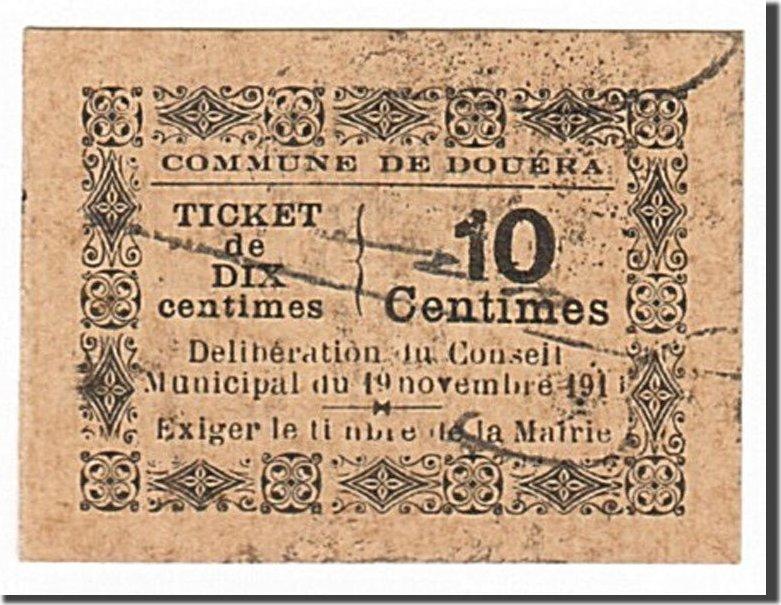 COMMUNE DE DOUÉRA
TICKET
de
DIX
centimes
10
Centimes
Delibération du Conseil
Municipal du 19 novembre
Exiger le timbre de la Mairie